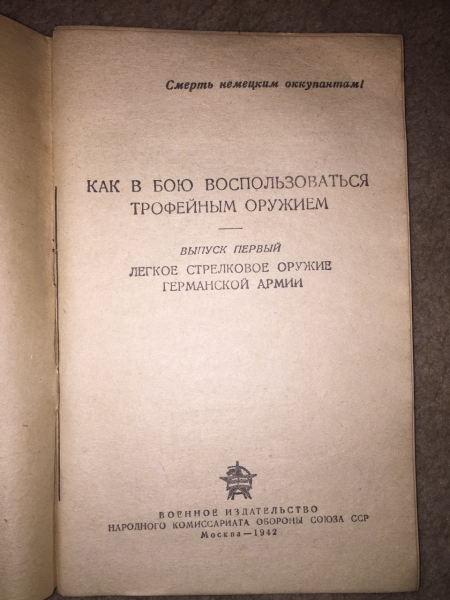 Смерть немецким оккупантам!
КАК В БОЮ ВОСПОЛЬЗОВАТЬСЯ
ТРОФЕЙНЫМ ОРУЖИЕМ
ВЫПУСК ПЕРВЫЙ
ЛЕГКОЕ СТРЕЛКОВОЕ ОРУЖИЕ
ГЕРМАНСКОЙ АРМИИ
ВОЕННОЕ ИЗДАТЕЛЬСТВО
НАРОДНОГО КОМИССАРИАТА ОБОРОНЫ СОЮЗА ССР
Москва — 1942